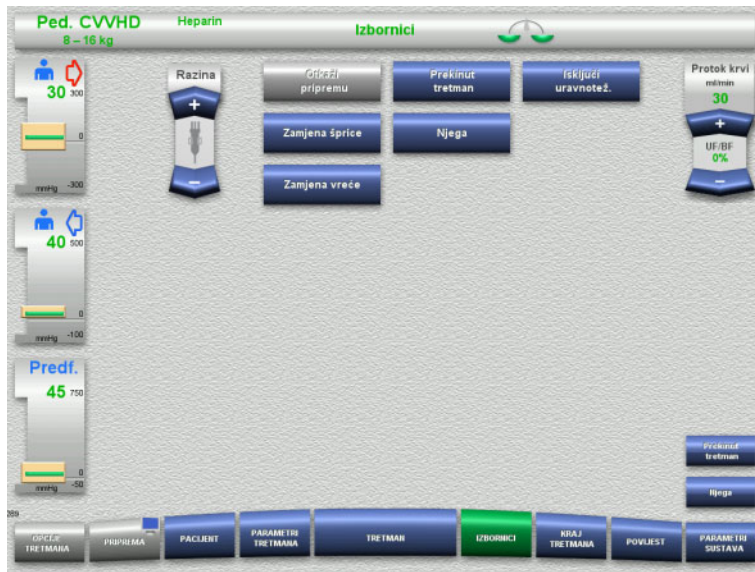 Ped. CVVHD
8 – 16 kg
Heparin
Izbornici
30
300
0
-300
mmHg
Razina
+
–
Otkaži
pripremu
Prekinut
tretman
Isključi
uravnotež.
Zamjena šprice
Njega
Zamjena vreće
Protok krvi
ml/min
30
+
UF/BF
0%
–
40
500
0
-100
mmHg
Predf.
45
750
0
-50
mmHg
Prekinut
tretman
Njega
OPCIJE
TRETMANA
PRIPREMA
PACIJENT
PARAMETRI
TRETMANA
TRETMAN
IZBORNICI
KRAJ
TRETMANA
POVIJEST
PARAMETRI
SUSTAVA